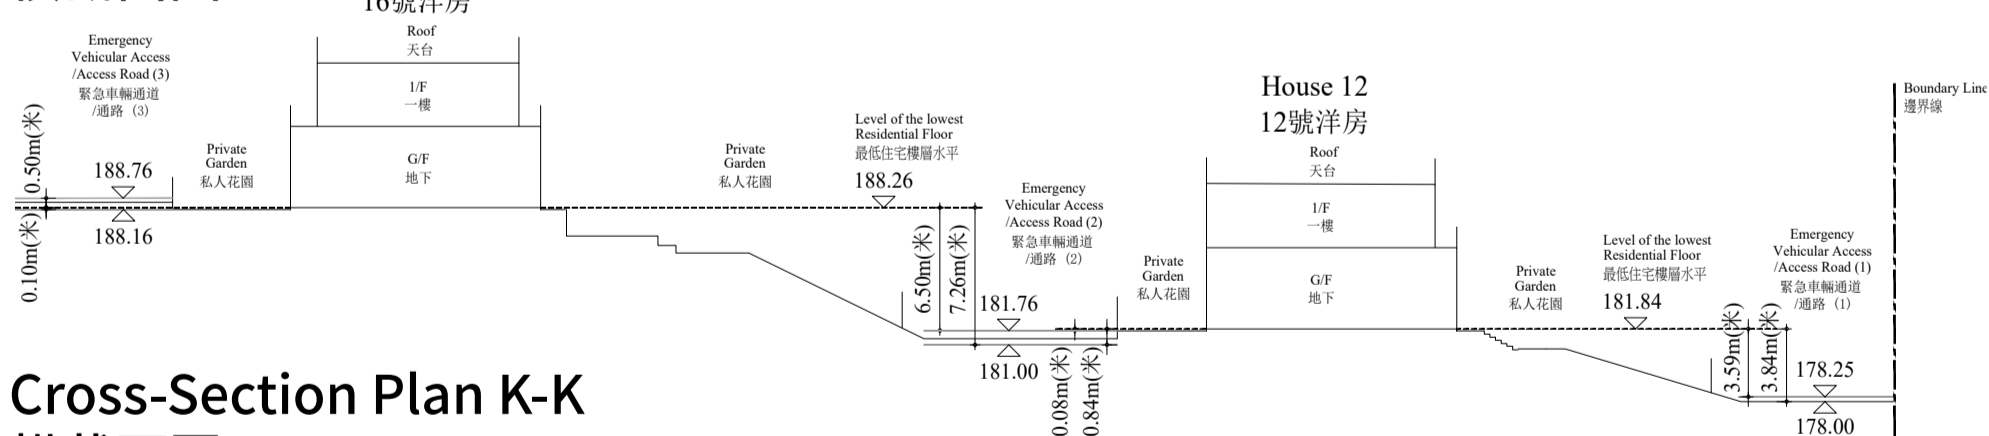 16號洋房
Roof
天台
1/F
一樓
G/F
地下
Emergency
Vehicular Access
/Access Road (3)
緊急車輛通道
/通路 (3)
0.50m(米)
0.10m(米)
188.76
188.16
Private
Garden
私人花園
Private
Garden
私人花園
Level of the lowest
Residential Floor
最低住宅樓層水平
188.26
6.50m(米)
7.26m(米)
Emergency
Vehicular Access
/Access Road (2)
緊急車輛通道
/通路 (2)
181.76
181.00
0.08m(米)
0.84m(米)
Private
Garden
私人花園
House 12
12號洋房
Roof
天台
1/F
一樓
G/F
地下
Private
Garden
私人花園
Level of the lowest
Residential Floor
最低住宅樓層水平
181.84
3.59m(米)
3.84m(米)
Emergency
Vehicular Access
/Access Road (1)
緊急車輛通道
/通路 (1)
178.25
178.00
Boundary Line
邊界線
Cross-Section Plan K-K